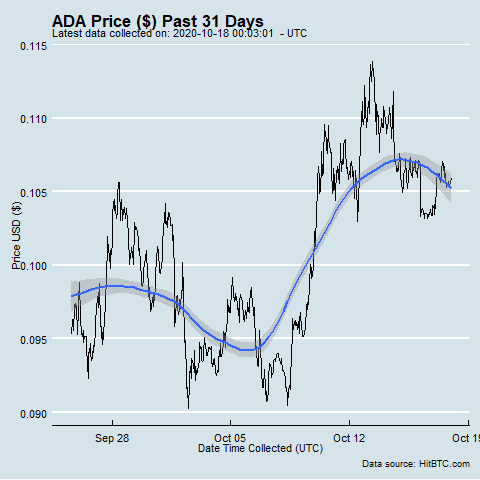 ADA Price ($) Past 31 Days
Latest data collected on: 2020-10-18 00:03:01  - UTC
0.115
0.110
0.105
0.100
0.095
0.090
Price USD ($)
Sep 28
Oct 05
Oct 12
Oct 19
Date Time Collected (UTC)
Data source: HitBTC.com